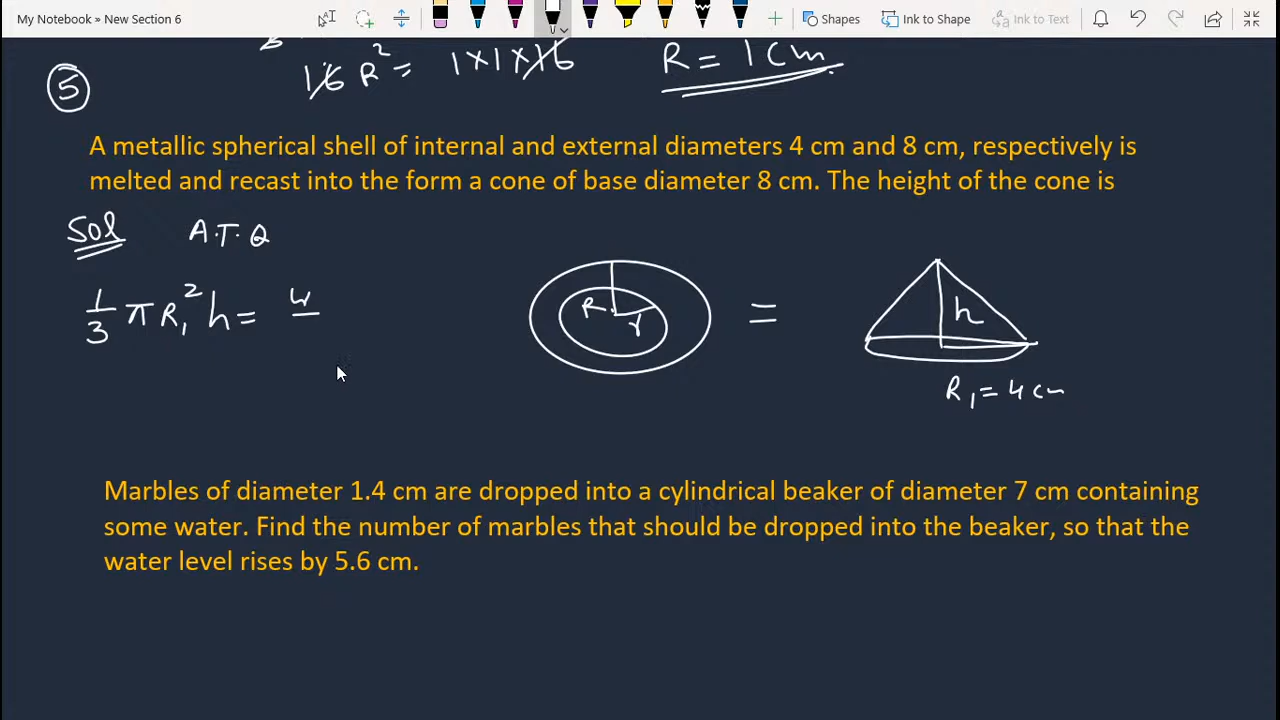 My Notebook » New Section 6
Shapes
Ink to Shape
Ink to Text
16 R² = 1×1×16
R = 1 cm
5
A metallic spherical shell of internal and external diameters 4 cm and 8 cm, respectively is
melted and recast into the form a cone of base diameter 8 cm. The height of the cone is
Sol A.T.Q
1/3 π R₁² h = 4
R
r
=
h
R₁ = 4 cm
Marbles of diameter 1.4 cm are dropped into a cylindrical beaker of diameter 7 cm containing
some water. Find the number of marbles that should be dropped into the beaker, so that the
water level rises by 5.6 cm.